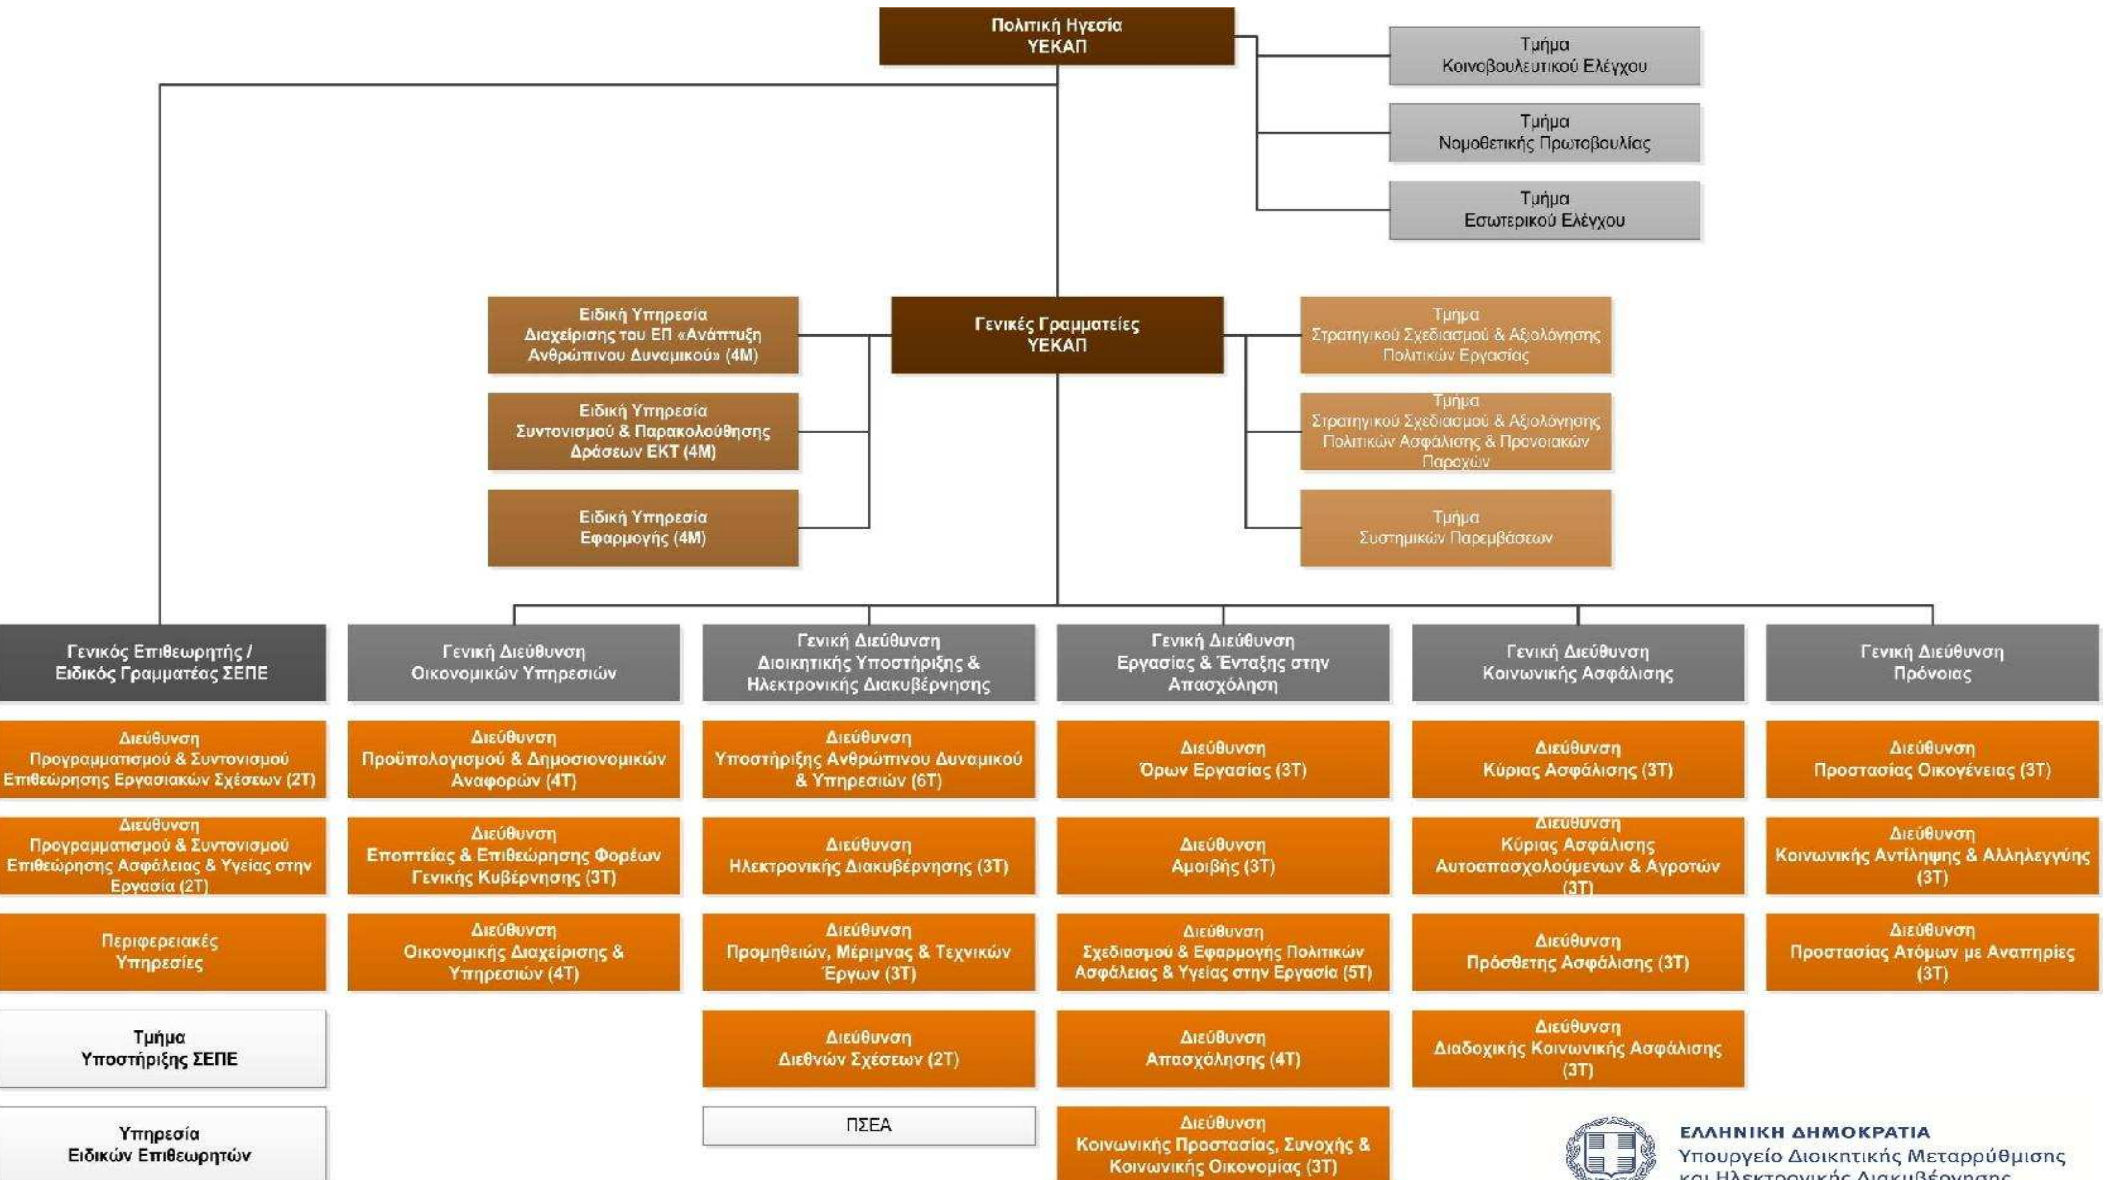 Πολιτική Ηγεσία
ΥΕΚΑΠ
Τμήμα
Κοινοβουλευτικού Ελέγχου
Τμήμα
Νομοθετικής Πρωτοβουλίας
Τμήμα
Εσωτερικού Ελέγχου
Ειδική Υπηρεσία
Διαχείρισης του ΕΠ «Ανάπτυξη
Ανθρώπινου Δυναμικού» (4Μ)
Ειδική Υπηρεσία
Συντονισμού & Παρακολούθησης
Δράσεων ΕΚΤ (4Μ)
Ειδική Υπηρεσία
Εφαρμογής (4Μ)
Γενικές Γραμματείες
ΥΕΚΑΠ
Τμήμα
Στρατηγικού Σχεδιασμού & Αξιολόγησης
Πολιτικών Εργασίας
Τμήμα
Στρατηγικού Σχεδιασμού & Αξιολόγησης
Πολιτικών Ασφάλισης & Προνοιακών
Παροχών
Τμήμα
Συστημικών Παρεμβάσεων
Γενικός Επιθεωρητής /
Ειδικός Γραμματέας ΣΕΠΕ
Διεύθυνση
Προγραμματισμού & Συντονισμού
Επιθεώρησης Εργασιακών Σχέσεων (2Τ)
Διεύθυνση
Προγραμματισμού & Συντονισμού
Επιθεώρησης Ασφάλειας & Υγείας στην
Εργασία (2Τ)
Περιφερειακές
Υπηρεσίες
Τμήμα
Υποστήριξης ΣΕΠΕ
Υπηρεσία
Ειδικών Επιθεωρητών
Γενική Διεύθυνση
Οικονομικών Υπηρεσιών
Διεύθυνση
Προϋπολογισμού & Δημοσιονομικών
Αναφορών (4Τ)
Διεύθυνση
Εποπτείας & Επιθεώρησης Φορέων
Γενικής Κυβέρνησης (3Τ)
Διεύθυνση
Οικονομικής Διαχείρισης &
Υπηρεσιών (4Τ)
Γενική Διεύθυνση
Διοικητικής Υποστήριξης &
Ηλεκτρονικής Διακυβέρνησης
Διεύθυνση
Υποστήριξης Ανθρώπινου Δυναμικού
& Υπηρεσιών (6Τ)
Διεύθυνση
Ηλεκτρονικής Διακυβέρνησης (3Τ)
Διεύθυνση
Προμηθειών, Μέριμνας & Τεχνικών
Έργων (3Τ)
Διεύθυνση
Διεθνών Σχέσεων (2Τ)
ΠΣΕΑ
Γενική Διεύθυνση
Εργασίας & Ένταξης στην
Απασχόληση
Διεύθυνση
Όρων Εργασίας (3Τ)
Διεύθυνση
Αμοιβής (3Τ)
Διεύθυνση
Σχεδιασμού & Εφαρμογής Πολιτικών
Ασφάλειας & Υγείας στην Εργασία (5Τ)
Διεύθυνση
Απασχόλησης (4Τ)
Διεύθυνση
Κοινωνικής Προστασίας, Συνοχής &
Κοινωνικής Οικονομίας (3Τ)
Γενική Διεύθυνση
Κοινωνικής Ασφάλισης
Διεύθυνση
Κύριας Ασφάλισης (3Τ)
Διεύθυνση
Κύριας Ασφάλισης
Αυτοαπασχολούμενων & Αγροτών
(3Τ)
Διεύθυνση
Πρόσθετης Ασφάλισης (3Τ)
Διεύθυνση
Διαδοχικής Κοινωνικής Ασφάλισης
(3Τ)
Γενική Διεύθυνση
Πρόνοιας
Διεύθυνση
Προστασίας Οικογένειας (3Τ)
Διεύθυνση
Κοινωνικής Αντίληψης & Αλληλεγγύης
(3Τ)
Διεύθυνση
Προστασίας Ατόμων με Αναπηρίες
(3Τ)
ΕΛΛΗΝΙΚΗ ΔΗΜΟΚΡΑΤΙΑ
Υπουργείο Διοικητικής Μεταρρύθμισης
και Ηλεκτρονικής Διακυβέρνησης